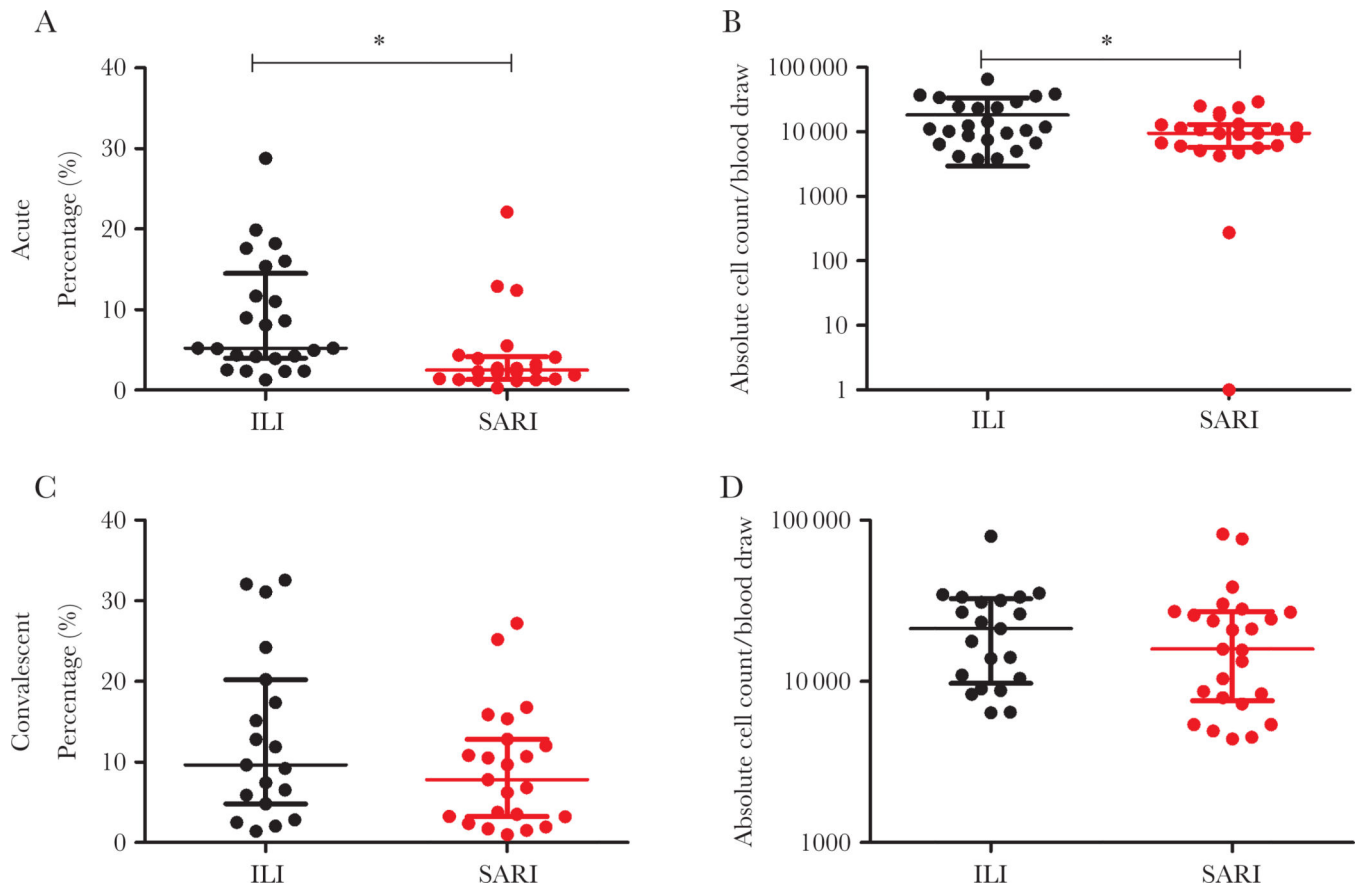 A
*
40
30
20
10
0
Acute
Percentage (%)
ILI
SARI
B
*
100 000
10 000
1000
100
10
1
Absolute cell count/blood draw
ILI
SARI
C
40
30
20
10
0
Convalescent
Percentage (%)
ILI
SARI
D
100 000
10 000
1000
Absolute cell count/blood draw
ILI
SARI